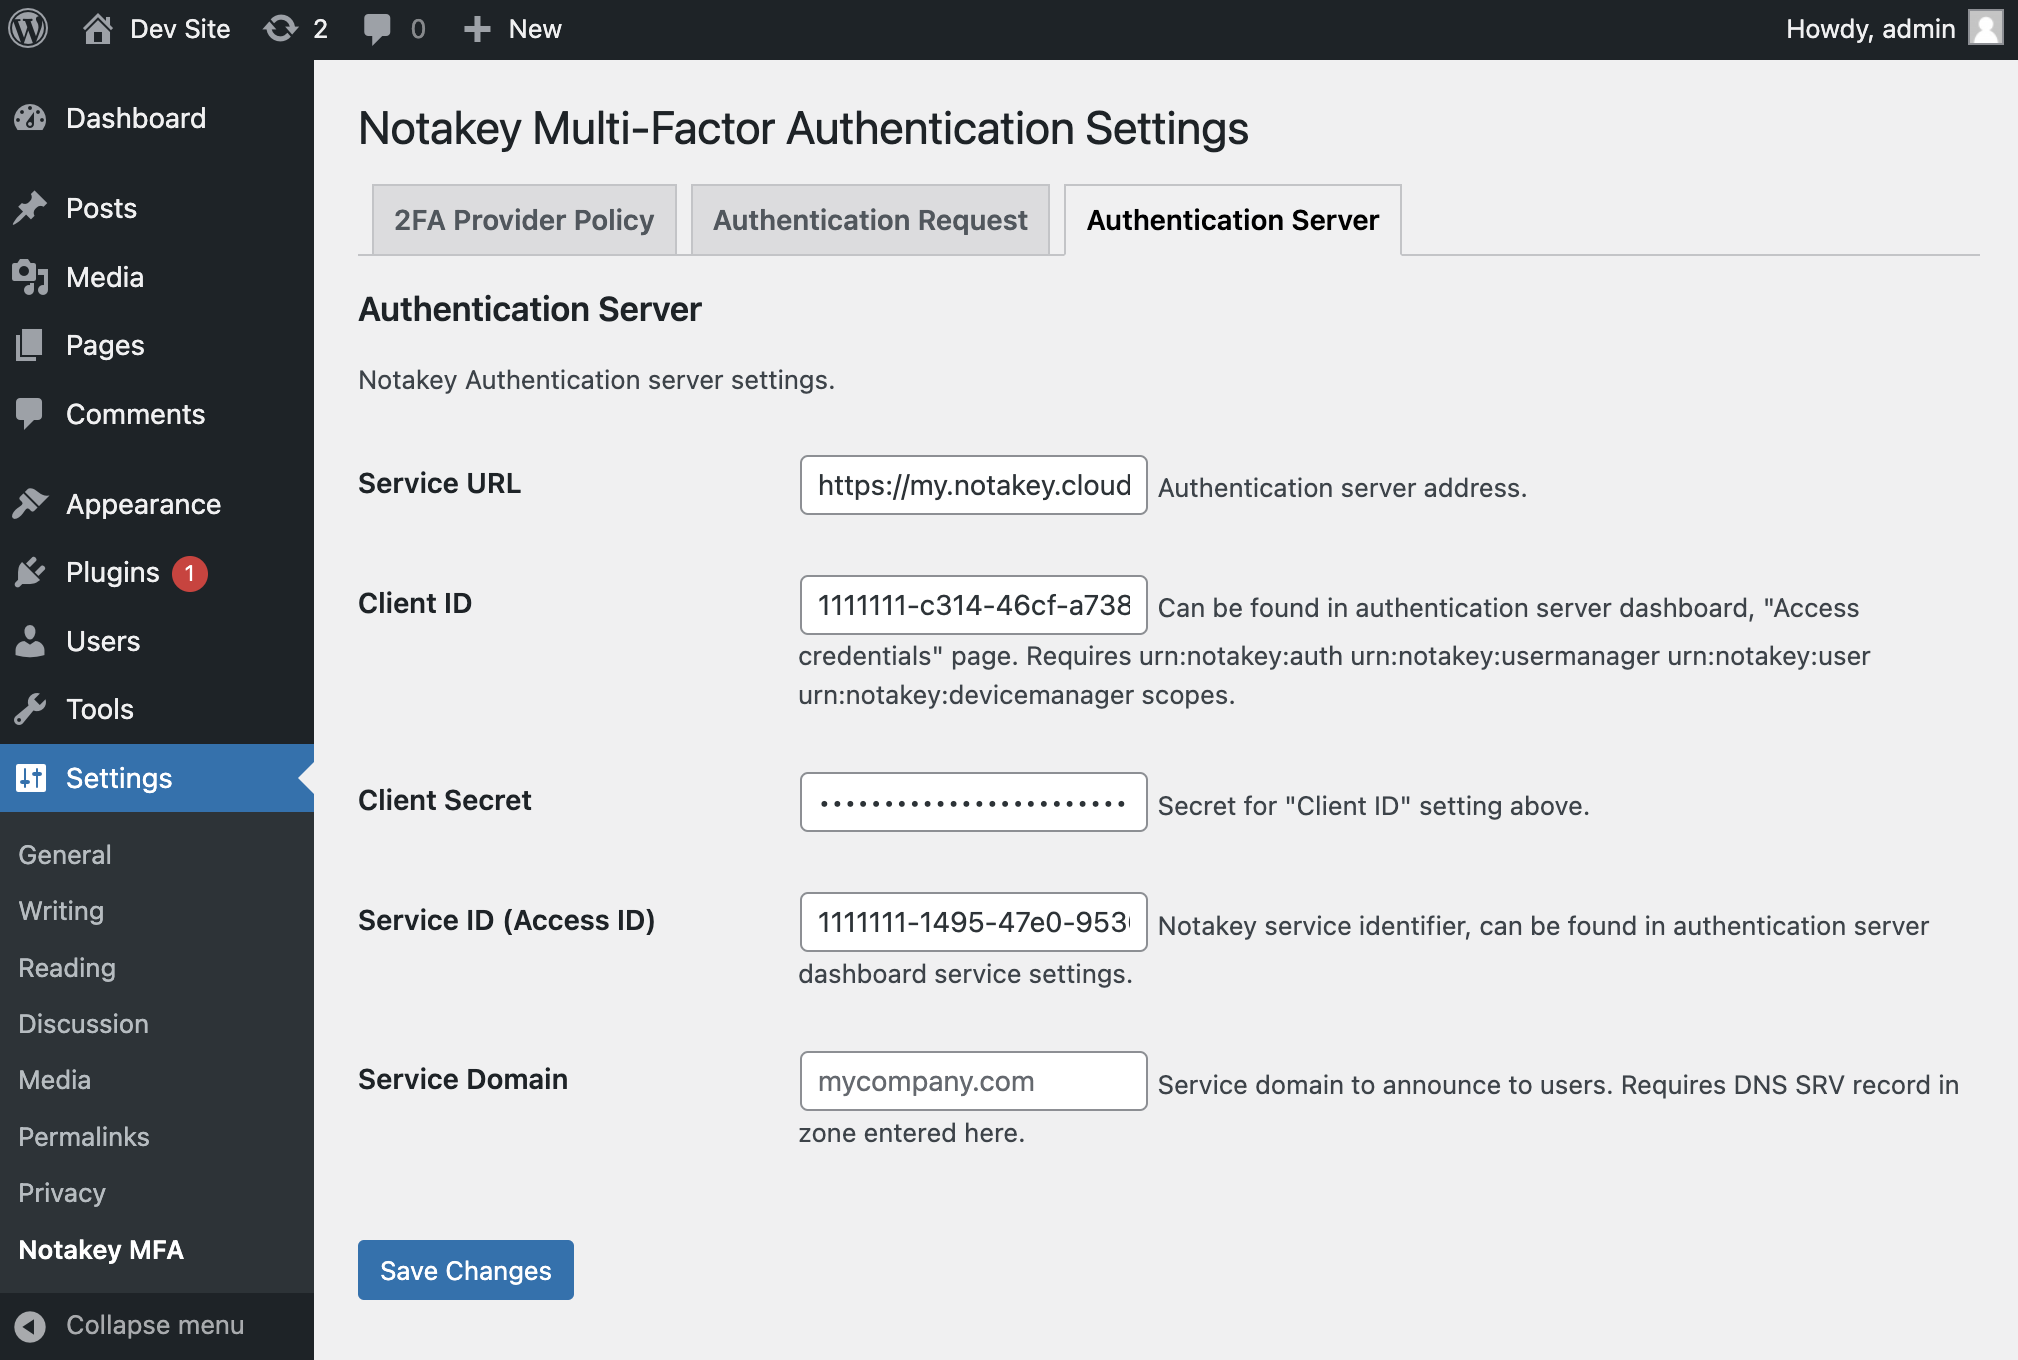 Dev Site 2 0 New Howdy, admin
Dashboard
Posts
Media
Pages
Comments
Appearance
Plugins 1
Users
Tools
Settings
General
Writing
Reading
Discussion
Media
Permalinks
Privacy
Notakey MFA
Collapse menu
Notakey Multi-Factor Authentication Settings
2FA Provider Policy Authentication Request Authentication Server
Authentication Server
Notakey Authentication server settings.
Service URL https://my.notakey.cloud Authentication server address.
Client ID 1111111-c314-46cf-a738 Can be found in authentication server dashboard, "Access
credentials" page. Requires urn:notakey:auth urn:notakey:usermanager urn:notakey:user
urn:notakey:devicemanager scopes.
Client Secret •••••••••••••••••••••••• Secret for "Client ID" setting above.
Service ID (Access ID) 1111111-1495-47e0-953 Notakey service identifier, can be found in authentication server
dashboard service settings.
Service Domain mycompany.com Service domain to announce to users. Requires DNS SRV record in
zone entered here.
Save Changes